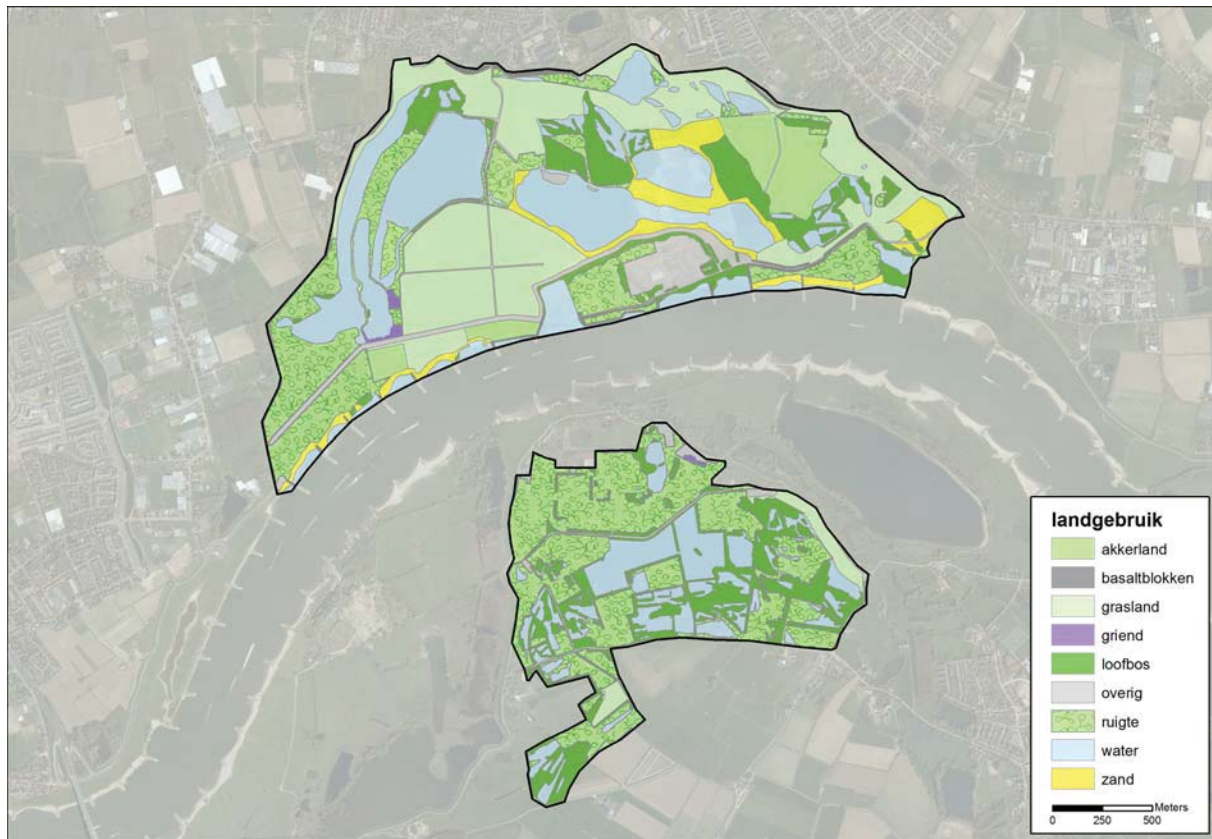 landgebruik
akkerland
basaltblokken
grasland
griend
loofbos
overig
ruigte
water
zand
Meters
0 250 500